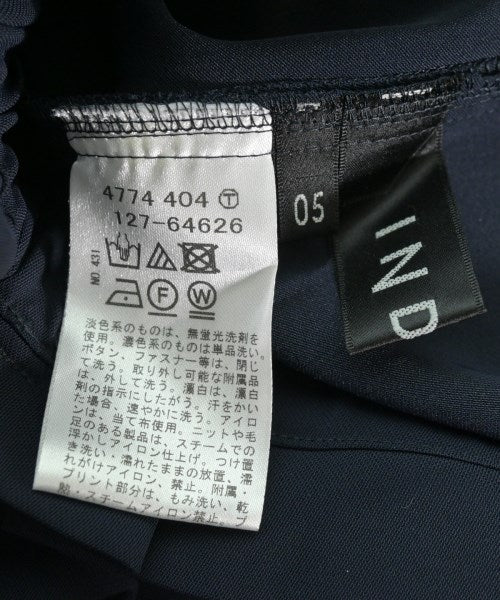 4774 404 Ⓣ
127-64626
NO.431
F W
淡色系のものは、無蛍光洗剤を
使用。濃色系のものは単品洗い。
ボタン、ファスナー等は、閉じ
て洗う。取り外し可能な附属品
は、外して洗う。漂白は、漂白
剤の指示にしたがう。汗をかい
た場合、速やかに洗う。アイロ
ンは、当て布使用。ニットや毛
足のある製品は、スチームでの
浮かしアイロン仕上げ。つけ置
き洗い・濡れたままの放置、濡
れがけアイロン、禁止。附属・プ
リント部分は、もみ洗い、乾
熱・スチームアイロン禁止。
05
IND